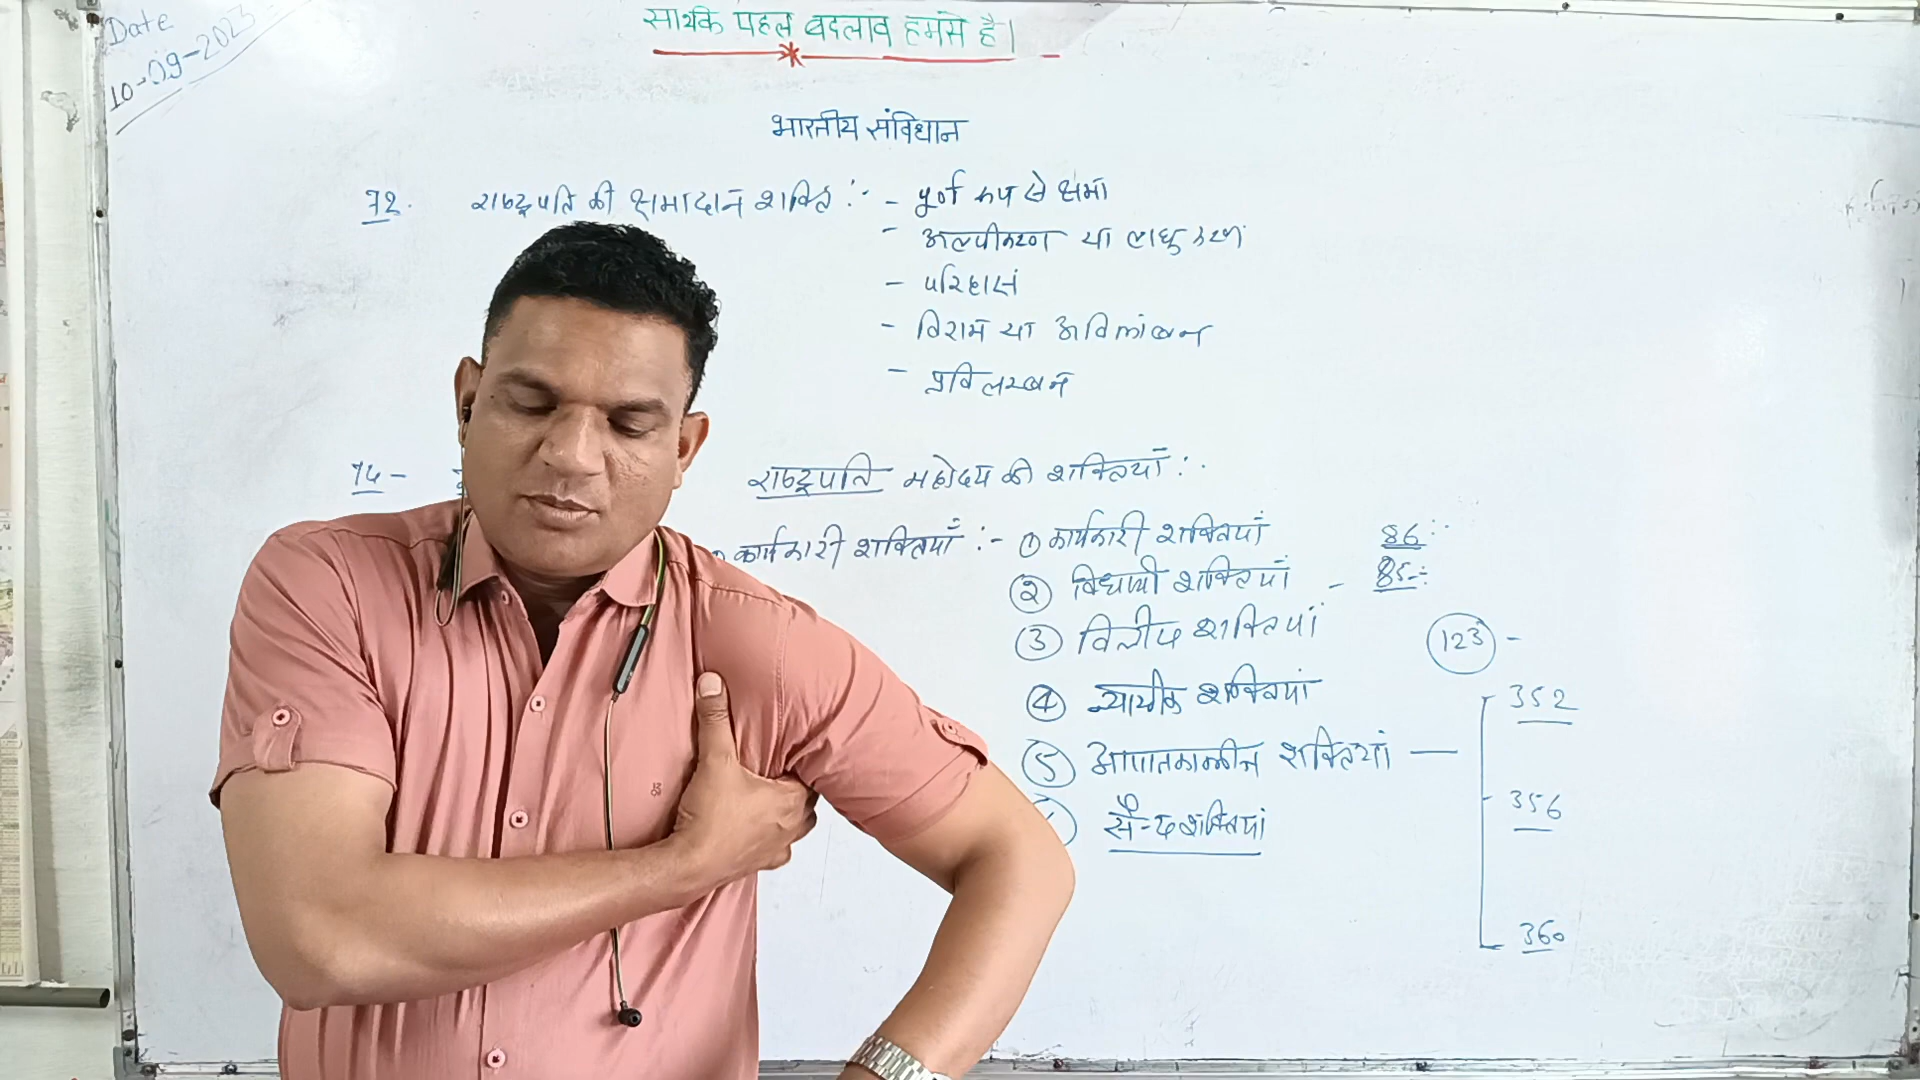 Date
10-09-2023
सार्थक पहल बदलाव हमसे है।
भारतीय संविधान
72. राष्ट्रपति की क्षमादान शक्ति :- - पूर्ण रूप से क्षमा
- अल्पीकरण या लघुकरण
- परिहास
- विराम या अविलंबन
- प्रविलम्बन
74 -
राष्ट्रपति महोदय की शक्तियाँ :-
कार्यकारी शक्तियाँ :- ① कार्यकारी शक्तियां
86 :-
② विधायी शक्तियां - 85 -:
③ वित्तीय शक्तियां
123 -
④ न्यायीक शक्तियां
352
⑤ आपातकालीन शक्तियां —
356
सैन्य शक्तियां
360